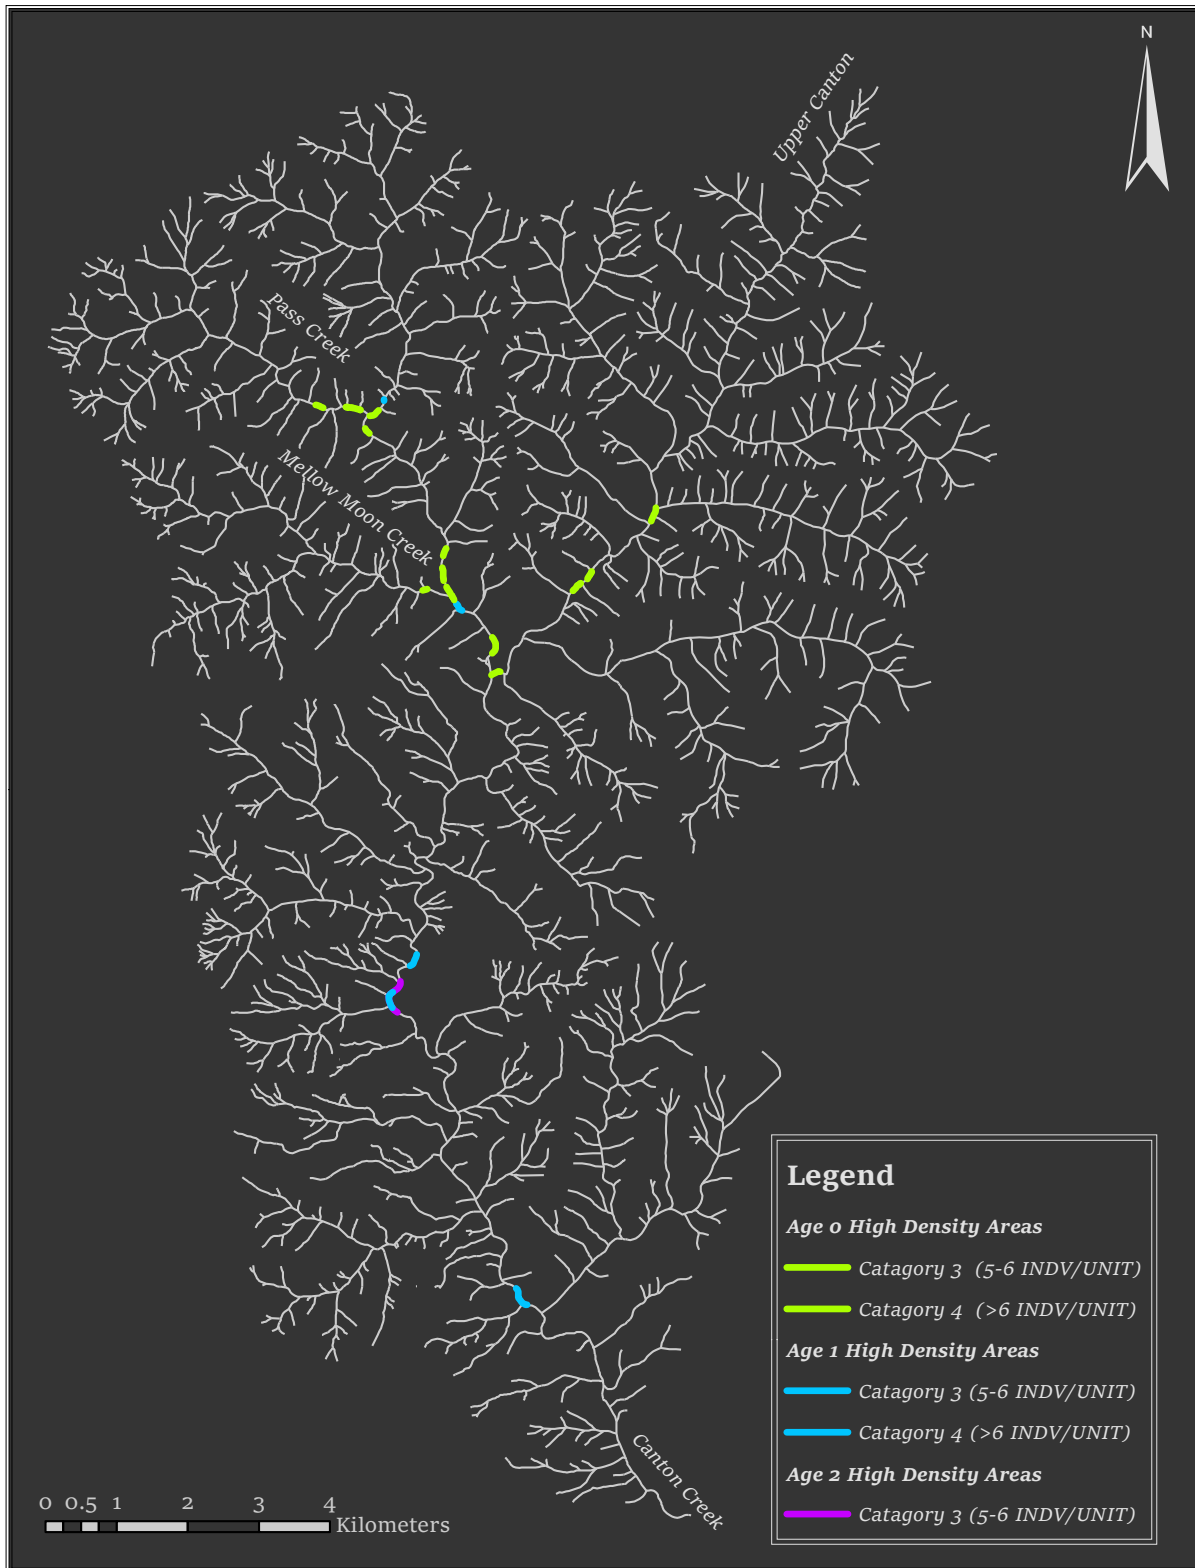 N
Upper Canton
Pass Creek
Mellow Moon Creek
Legend
Age 0 High Density Areas
Catagory 3 (5-6 INDV/UNIT)
Catagory 4 (>6 INDV/UNIT)
Age 1 High Density Areas
Catagory 3 (5-6 INDV/UNIT)
Catagory 4 (>6 INDV/UNIT)
Age 2 High Density Areas
Catagory 3 (5-6 INDV/UNIT)
Canton Creek
0 0.5 1 2 3 4
Kilometers